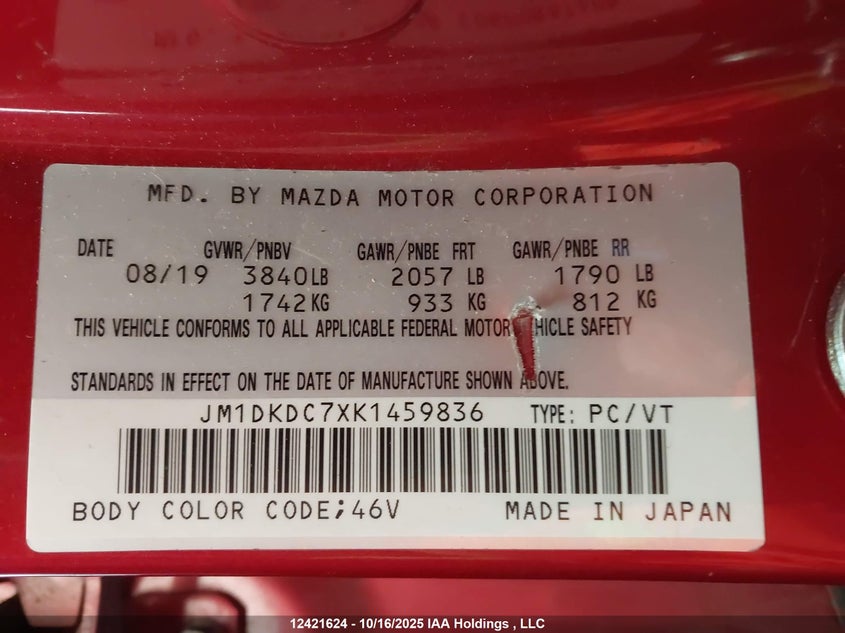 MFD. BY MAZDA MOTOR CORPORATION
DATE GVWR/PNBV GAWR/PNBE FRT GAWR/PNBE RR
08/19 3840LB 2057 LB 1790 LB
1742KG 933 KG 812 KG
THIS VEHICLE CONFORMS TO ALL APPLICABLE FEDERAL MOTOR HICLE SAFETY
STANDARDS IN EFFECT ON THE DATE OF MANUFACTURE SHOWN ABOVE.
JM1DKDC7XK1459836 TYPE: PC/VT
BODY COLOR CODE;46V MADE IN JAPAN
12421624 - 10/16/2025 IAA Holdings , LLC